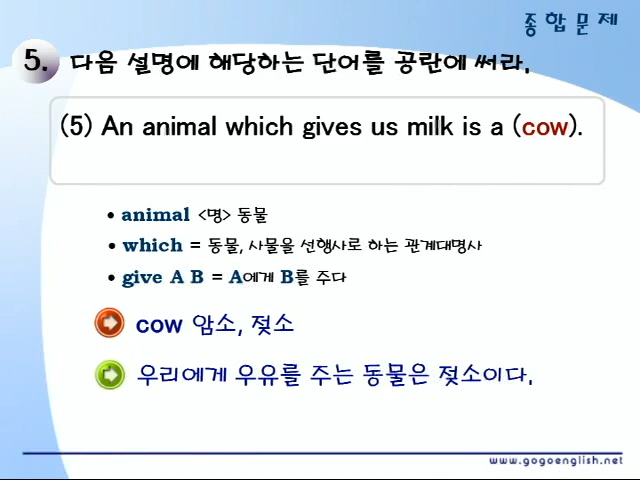 종합문제
5. 다음 설명에 해당하는 단어를 공란에 써라.
(5) An animal which gives us milk is a (cow).
• animal <명> 동물
• which = 동물, 사물을 선행사로 하는 관계대명사
• give A B = A에게 B를 주다
cow 암소, 젖소
우리에게 우유를 주는 동물은 젖소이다.
www.gogoenglish.net